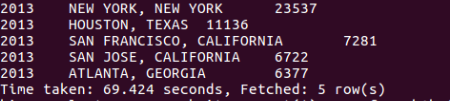 2013 NEW YORK, NEW YORK 23537
2013 HOUSTON, TEXAS 11136
2013 SAN FRANCISCO, CALIFORNIA 7281
2013 SAN JOSE, CALIFORNIA 6722
2013 ATLANTA, GEORGIA 6377
Time taken: 69.424 seconds, Fetched: 5 row(s)